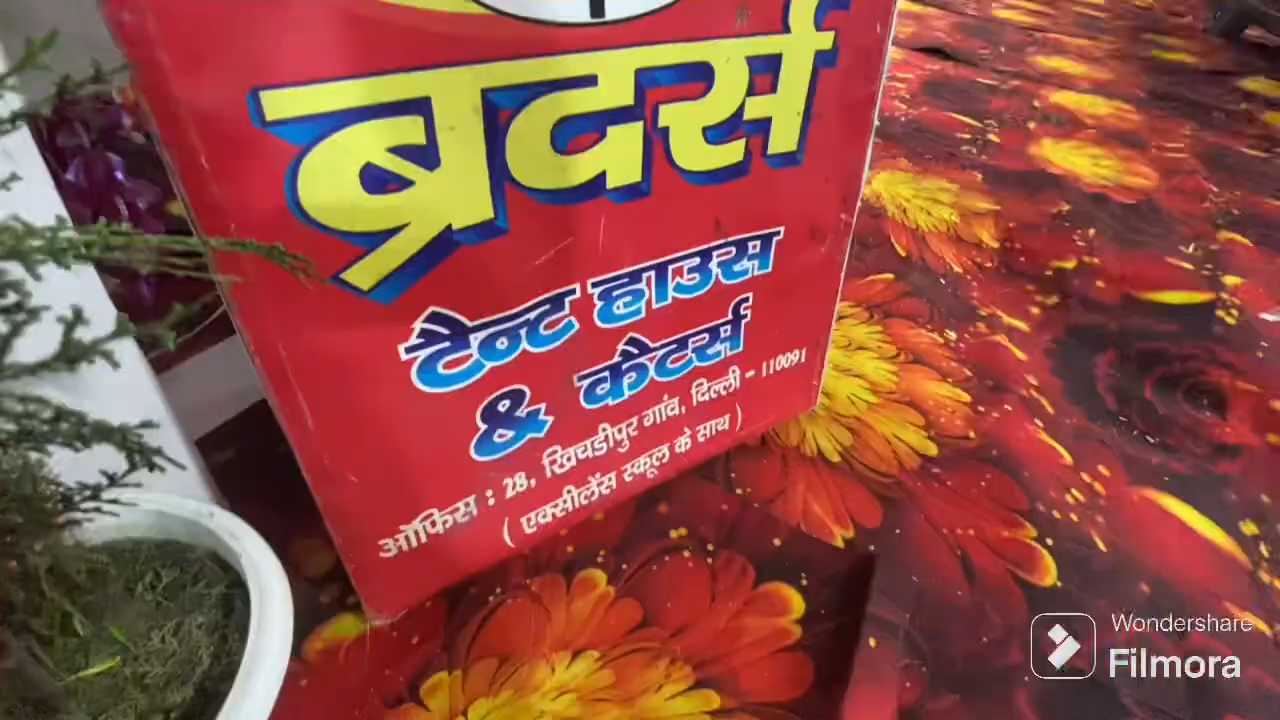 ब्रदर्स
टैन्ट हाउस
& कैटर्स
ऑफिस : 28, खिचडीपुर गांव, दिल्ली - 110091
( एक्सीलेंस स्कूल के साथ )
Wondershare
Filmora